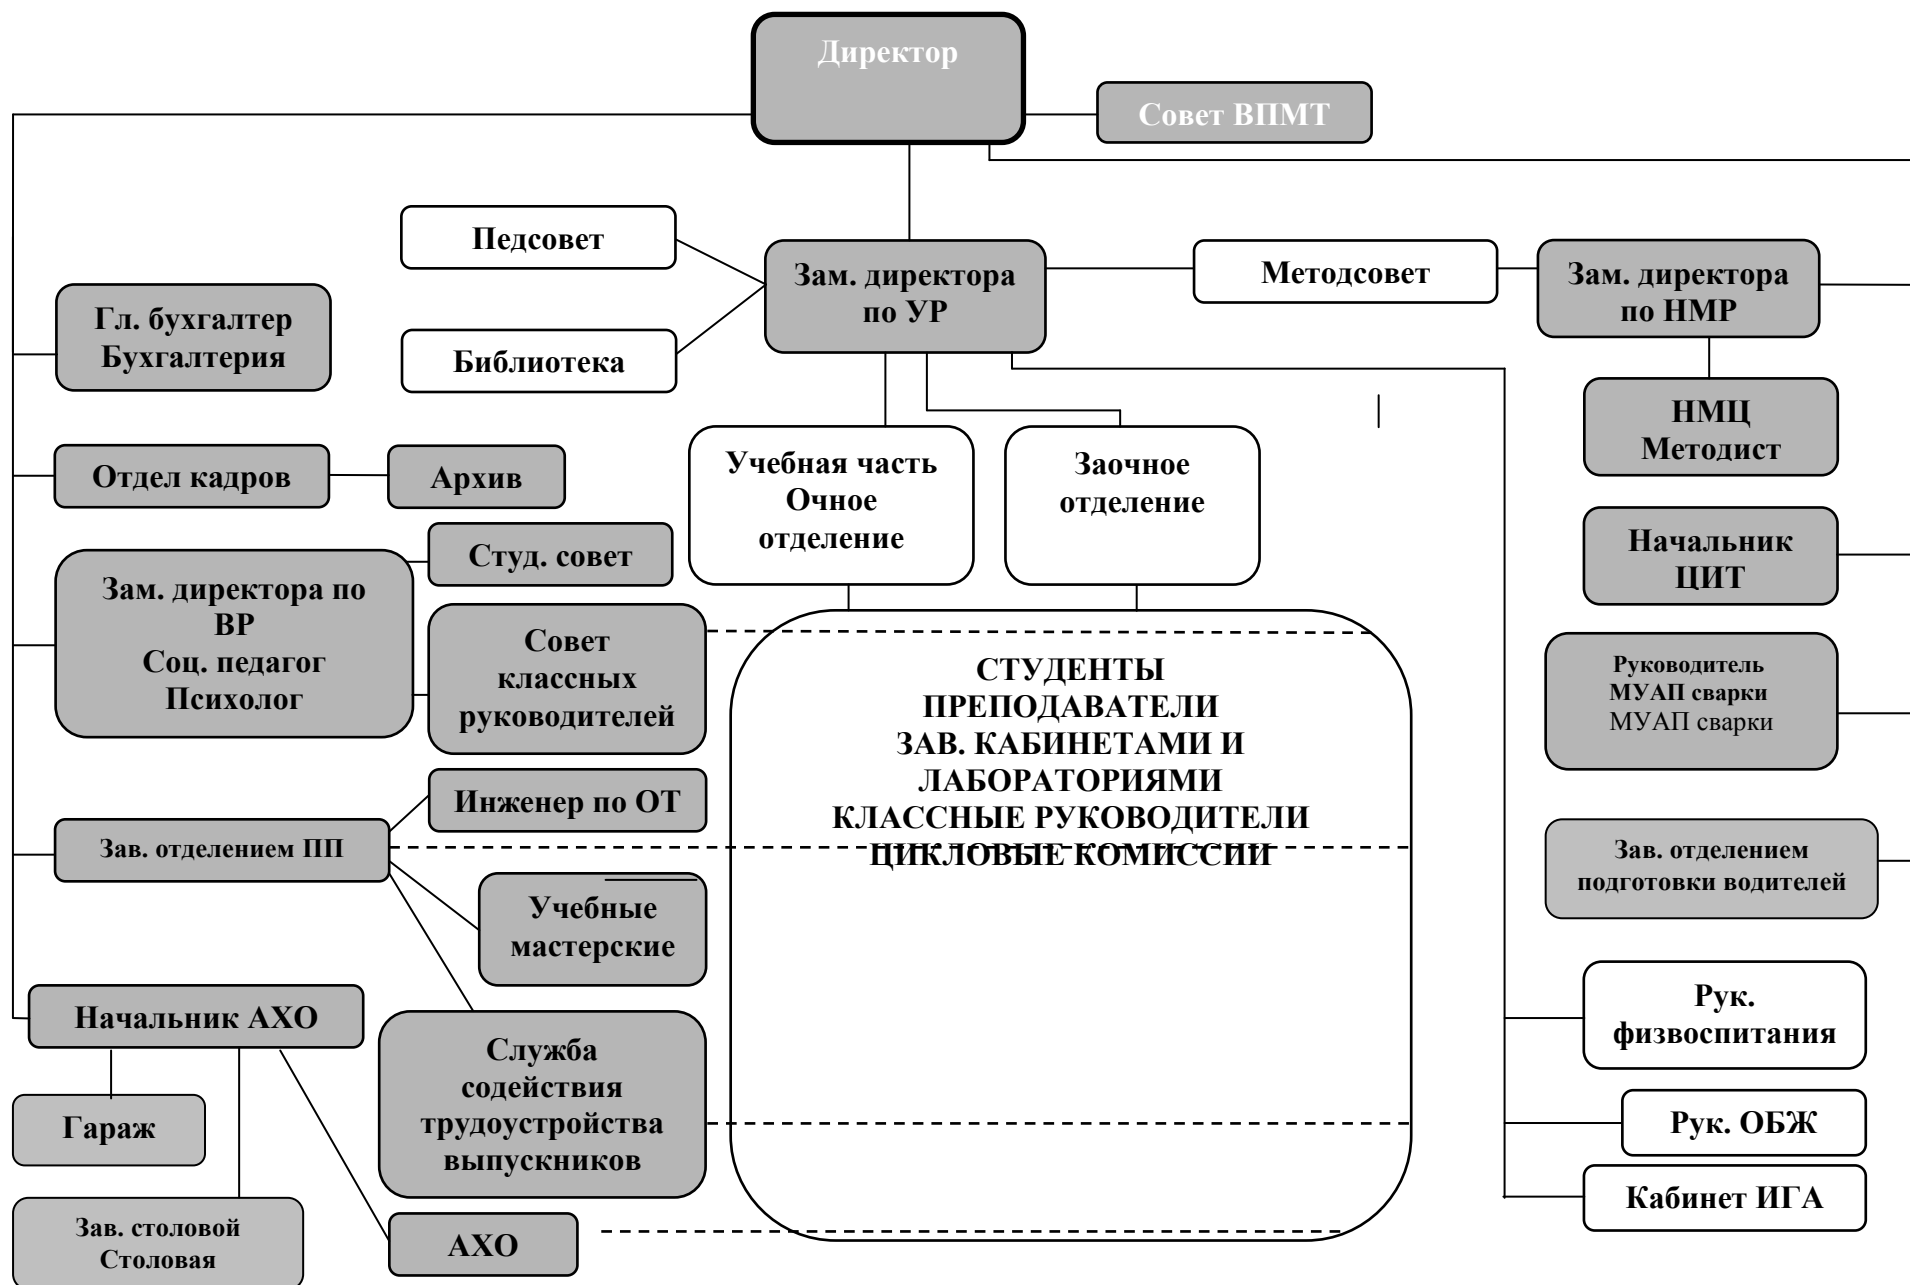 Директор
Совет ВПМТ
Педсовет
Зам. директора
по УР
Методсовет
Зам. директора
по НМР
Гл. бухгалтер
Бухгалтерия
Библиотека
НМЦ
Методист
Отдел кадров
Архив
Учебная часть
Очное
отделение
Заочное
отделение
Студ. совет
Начальник
ЦИТ
Зам. директора по
ВР
Соц. педагог
Психолог
Совет
классных
руководителей
СТУДЕНТЫ
ПРЕПОДАВАТЕЛИ
ЗАВ. КАБИНЕТАМИ И
ЛАБОРАТОРИЯМИ
КЛАССНЫЕ РУКОВОДИТЕЛИ
ЦИКЛОВЫЕ КОМИССИИ
Руководитель
МУАП сварки
МУАП сварки
Инженер по ОТ
Зав. отделением ПП
Зав. отделением
подготовки водителей
Учебные
мастерские
Начальник АХО
Рук.
физвоспитания
Служба
содействия
трудоустройства
выпускников
Гараж
Рук. ОБЖ
Кабинет ИГА
Зав. столовой
Столовая
АХО